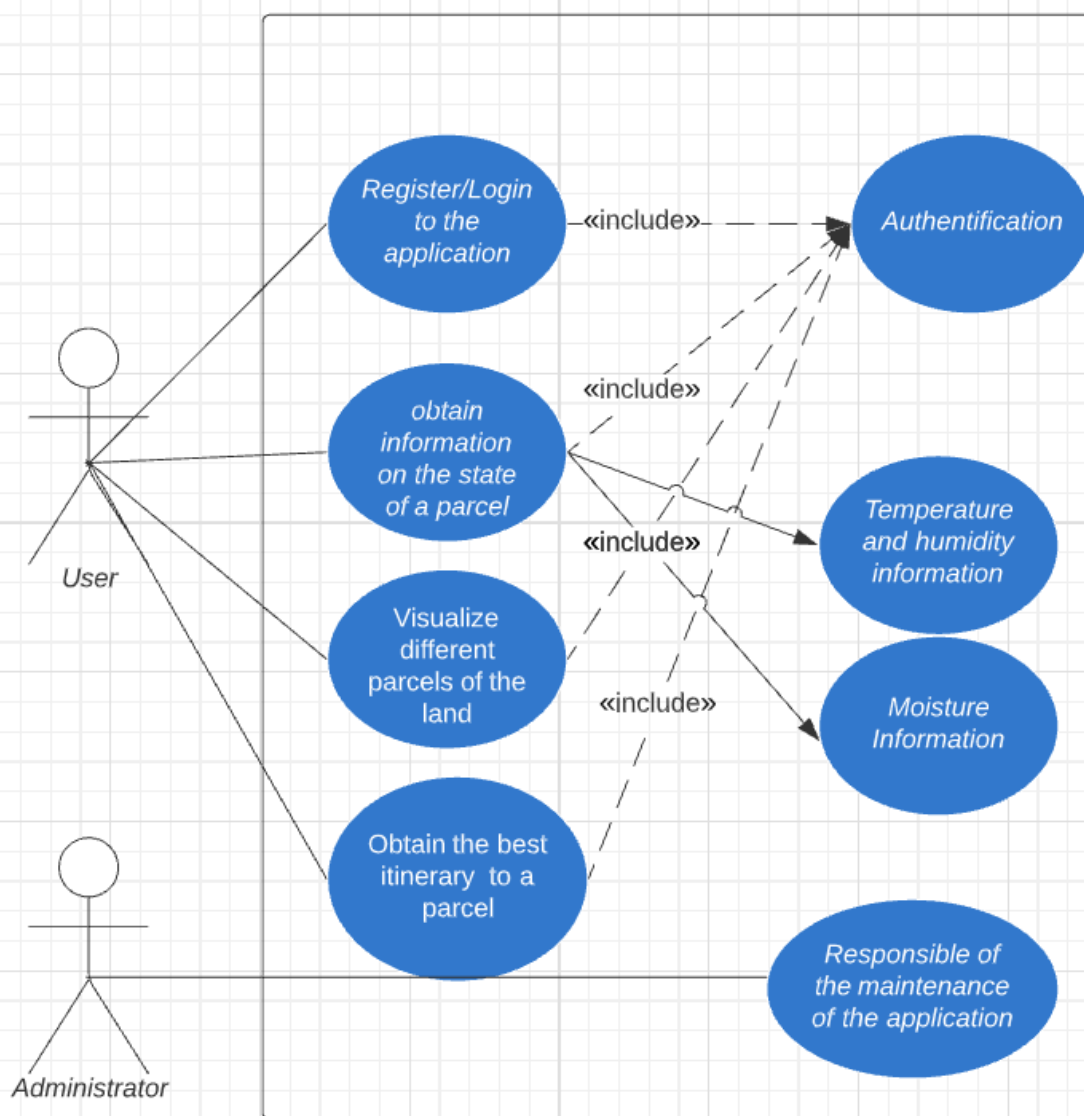 Register/Login
to the
application
«include»
Authentification
obtain
information
on the state
of a parcel
«include»
User
Temperature
and humidity
information
«include»
Visualize
different
parcels of the
land
Moisture
Information
«include»
Obtain the best
itinerary to a
parcel
Responsible of
the maintenance
of the application
Administrator